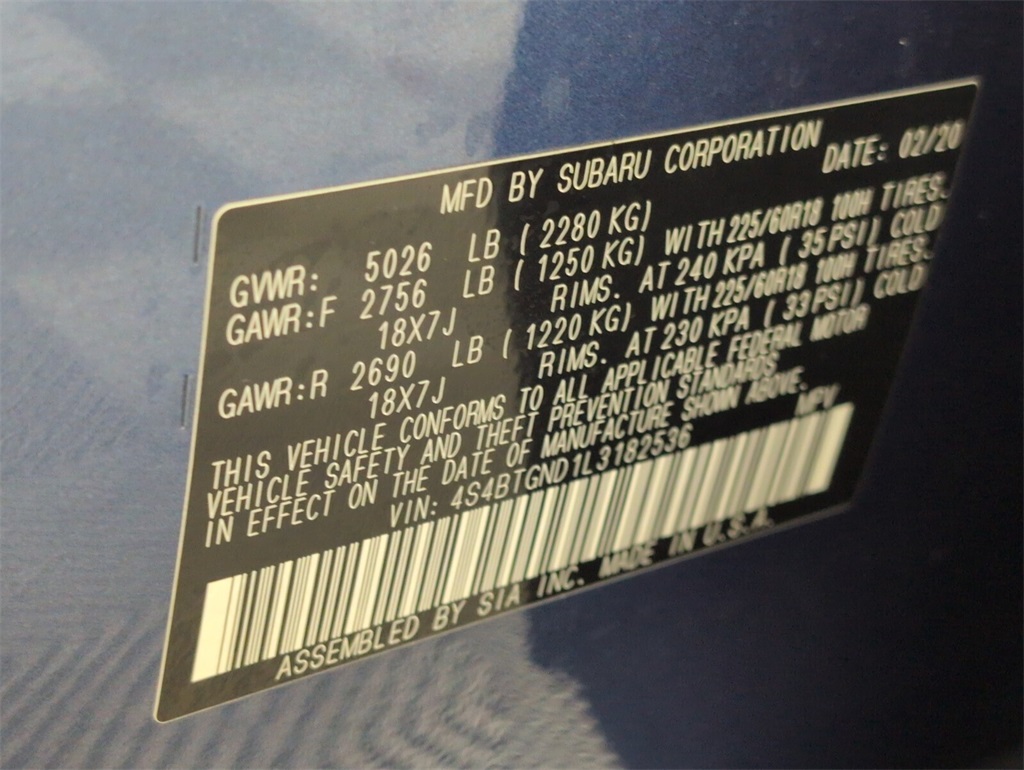 MFD BY SUBARU CORPORATION
DATE: 02/20
GVWR: 5026 LB ( 2280 KG)
GAWR:F 2756 LB ( 1250 KG) WITH 225/60R18 100H TIRES.
18X7J RIMS. AT 240 KPA ( 35 PSI) COLD
GAWR:R 2690 LB ( 1220 KG) WITH 225/60R18 100H TIRES.
18X7J RIMS. AT 230 KPA ( 33 PSI) COLD
THIS VEHICLE CONFORMS TO ALL APPLICABLE FEDERAL MOTOR
VEHICLE SAFETY AND THEFT PREVENTION STANDARDS
IN EFFECT ON THE DATE OF MANUFACTURE SHOWN ABOVE.
VIN: 4S4BTGND1L3182536 MPV
ASSEMBLED BY SIA INC. MADE IN U.S.A.